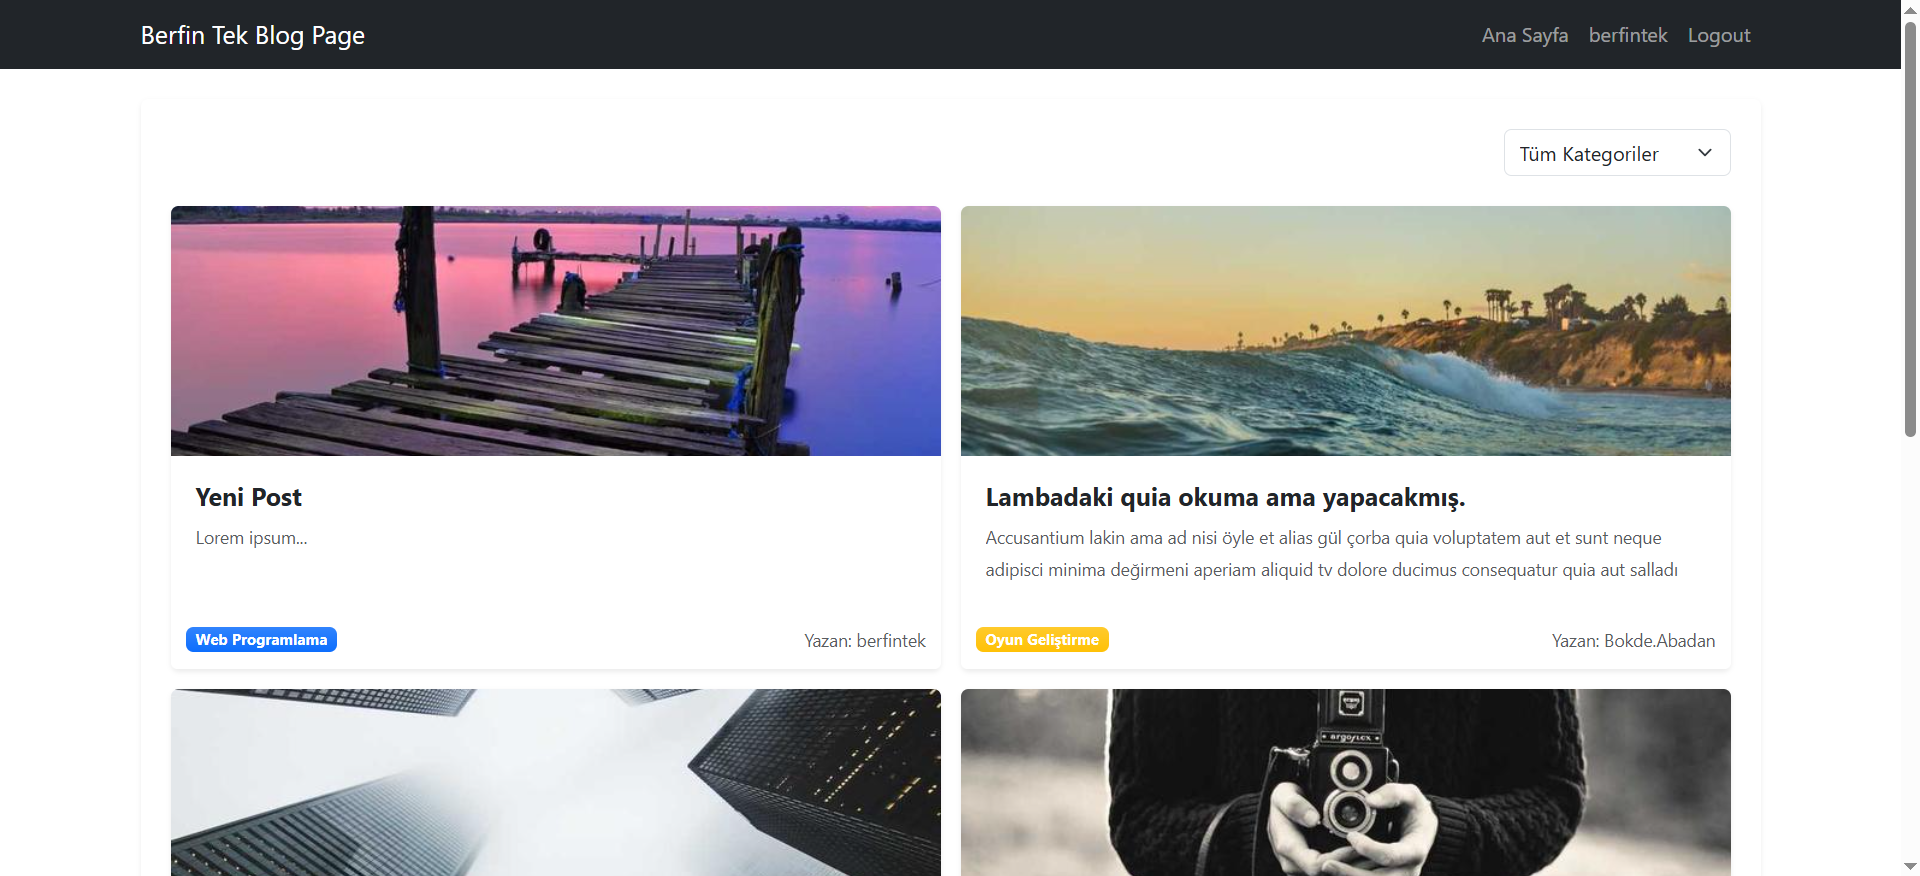 Berfin Tek Blog Page
Ana Sayfa berfintek Logout
Tüm Kategoriler
Yeni Post
Lorem ipsum...
Web Programlama
Yazan: berfintek
Lambadaki quia okuma ama yapacakmış.
Accusantium lakin ama ad nisi öyle et alias gül çorba quia voluptatem aut et sunt neque
adipisci minima değirmeni aperiam aliquid tv dolore ducimus consequatur quia aut salladı
Oyun Geliştirme
Yazan: Bokde.Abadan
argoflex